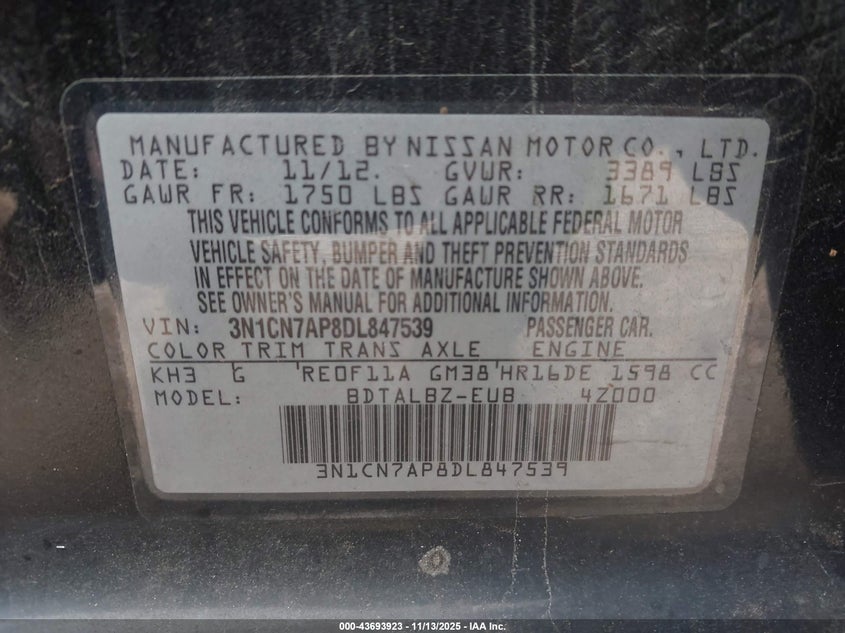 MANUFACTURED BY NISSAN MOTOR CO., LTD.
DATE: 11/12. GVWR: 3389 LBS
GAWR FR: 1750 LBS GAWR RR: 1671 LBS
THIS VEHICLE CONFORMS TO ALL APPLICABLE FEDERAL MOTOR
VEHICLE SAFETY, BUMPER AND THEFT PREVENTION STANDARDS
IN EFFECT ON THE DATE OF MANUFACTURE SHOWN ABOVE.
SEE OWNER'S MANUAL FOR ADDITIONAL INFORMATION.
VIN: 3N1CN7AP8DL847539 PASSENGER CAR.
COLOR TRIM TRANS AXLE ENGINE
KH3 G 'RE0F11A GM38'HR16DE 1598 CC
MODEL: BDTALBZ-EUB 4Z000
3N1CN7AP8DL847539
000-43693923 - 11/13/2025 - IAA Inc.